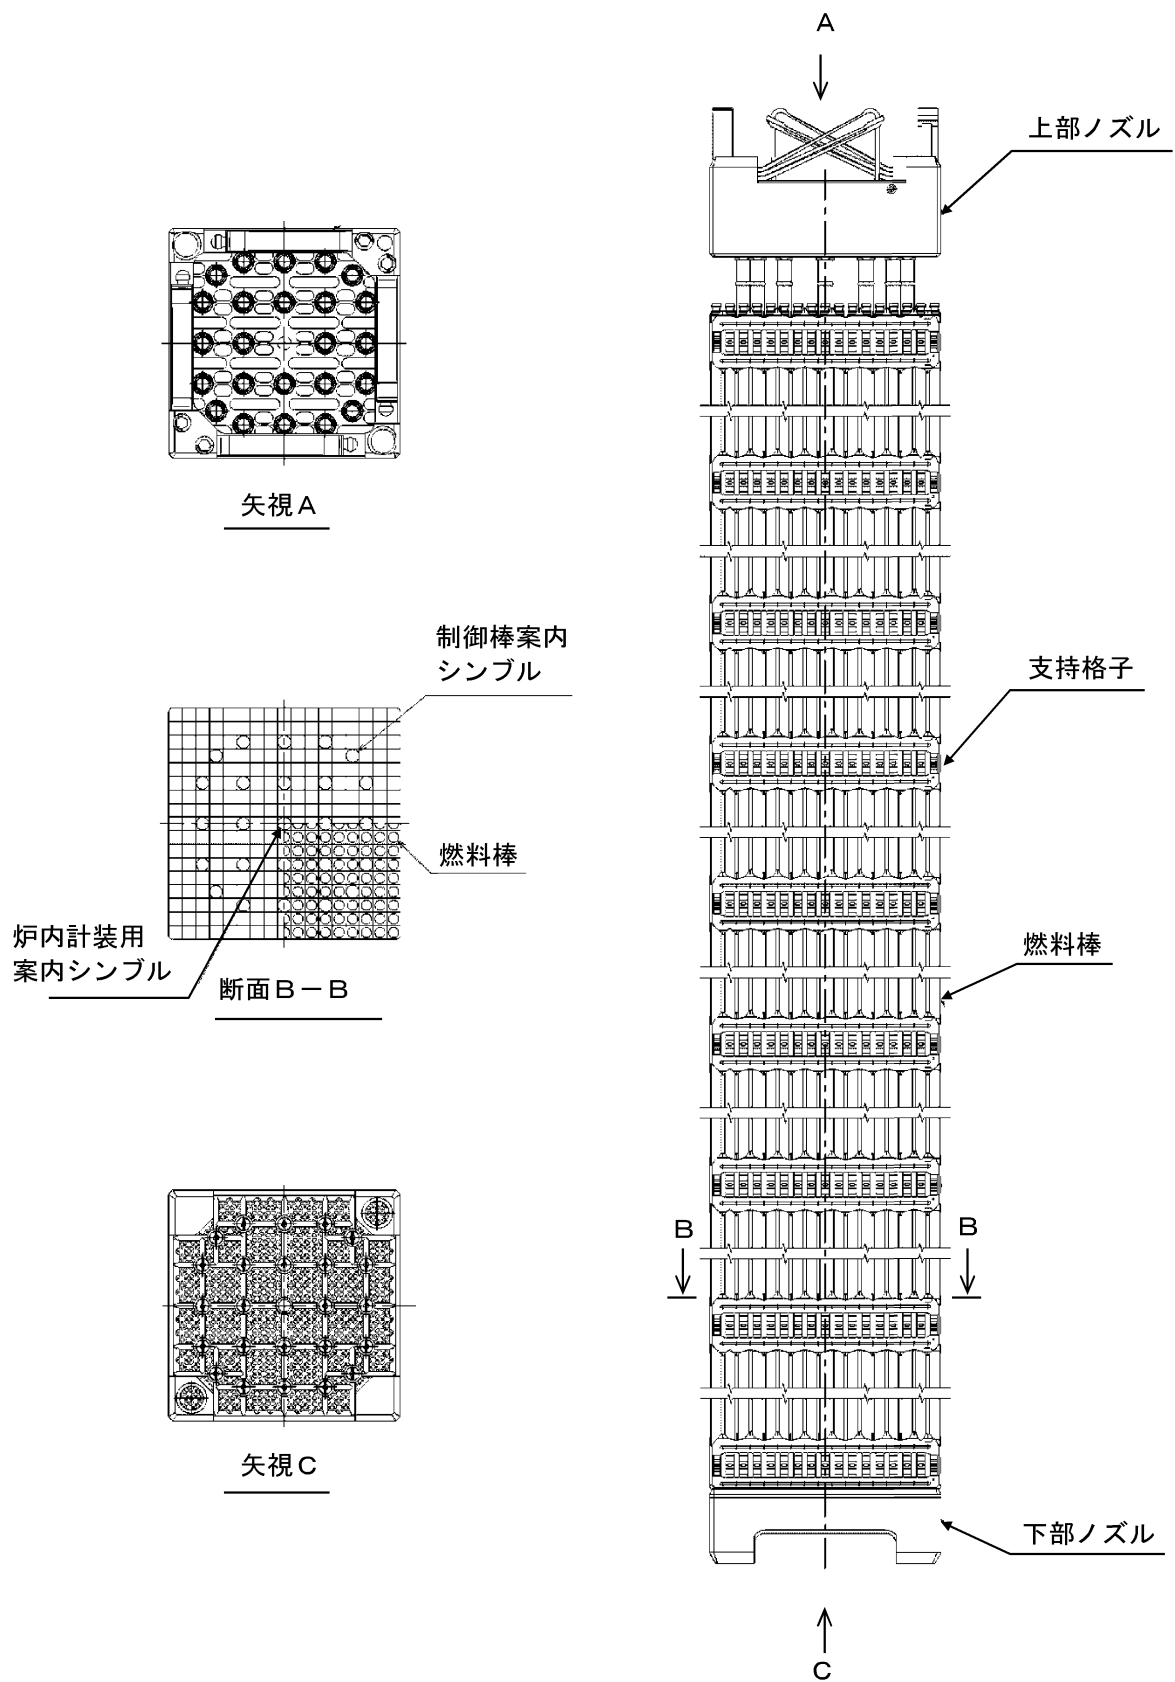 A
上部ノズル
矢視A
制御棒案内
シンブル
支持格子
燃料棒
炉内計装用
案内シンブル
断面B－B
燃料棒
B
B
矢視C
下部ノズル
C